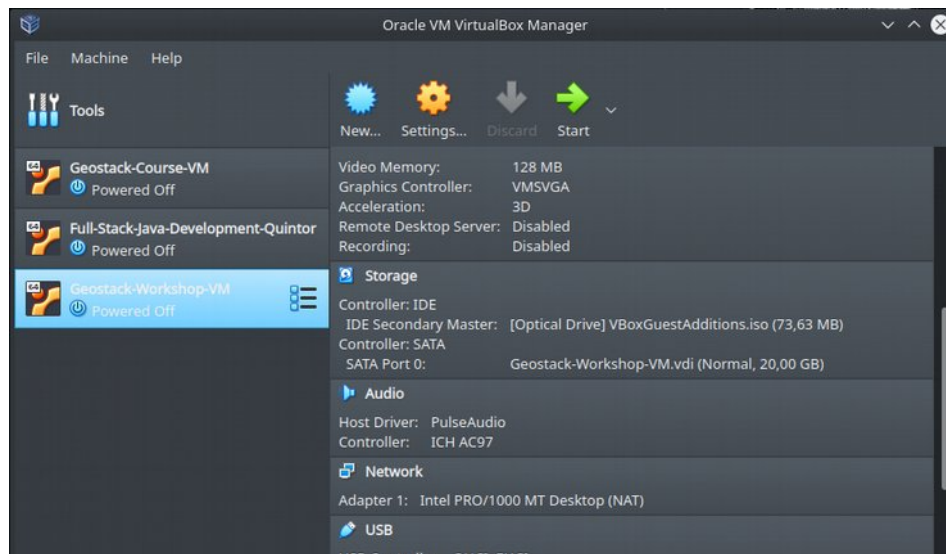 Oracle VM VirtualBox Manager
File Machine Help
Tools
New... Settings... Discard Start
64
Geostack-Course-VM
Powered Off
64
Full-Stack-Java-Development-Quintor
Powered Off
64
Geostack-Workshop-VM
Powered Off
Video Memory: 128 MB
Graphics Controller: VMSVGA
Acceleration: 3D
Remote Desktop Server: Disabled
Recording: Disabled
Storage
Controller: IDE
IDE Secondary Master: [Optical Drive] VBoxGuestAdditions.iso (73,63 MB)
Controller: SATA
SATA Port 0: Geostack-Workshop-VM.vdi (Normal, 20,00 GB)
Audio
Host Driver: PulseAudio
Controller: ICH AC97
Network
Adapter 1: Intel PRO/1000 MT Desktop (NAT)
USB